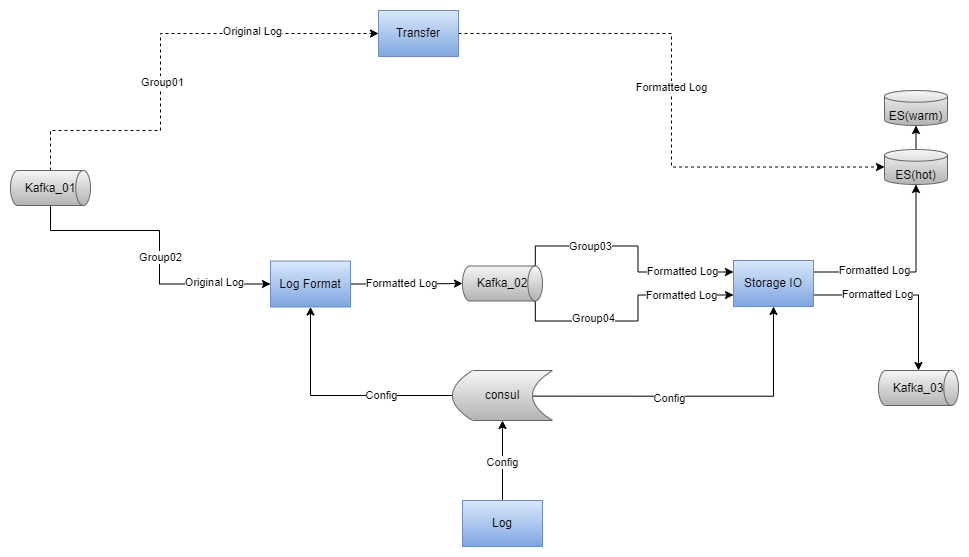 Original Log
Transfer
Group01
Formatted Log
ES(warm)
ES(hot)
Kafka_01
Group02
Original Log
Log Format
Formatted Log
Kafka_02
Group03
Formatted Log
Formatted Log
Group04
Storage IO
Formatted Log
Formatted Log
Kafka_03
Config
consul
Config
Config
Log